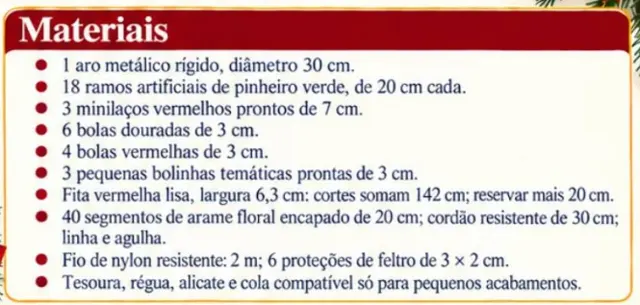 Materiais
● 1 aro metálico rígido, diâmetro 30 cm.
● 18 ramos artificiais de pinheiro verde, de 20 cm cada.
● 3 minilaços vermelhos prontos de 7 cm.
● 6 bolas douradas de 3 cm.
● 4 bolas vermelhas de 3 cm.
● 3 pequenas bolinhas temáticas prontas de 3 cm.
● Fita vermelha lisa, largura 6,3 cm: cortes somam 142 cm; reservar mais 20 cm.
● 40 segmentos de arame floral encapado de 20 cm; cordão resistente de 30 cm;
linha e agulha.
● Fio de nylon resistente: 2 m; 6 proteções de feltro de 3 × 2 cm.
● Tesoura, régua, alicate e cola compatível só para pequenos acabamentos.